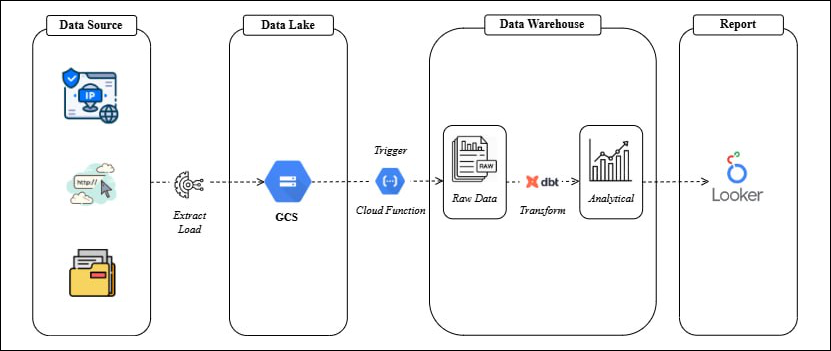 Data Source
Data Lake
Data Warehouse
Report
IP
http://
Extract
Load
GCS
Trigger
Cloud Function
RAW
Raw Data
dbt
Transform
Analytical
Looker